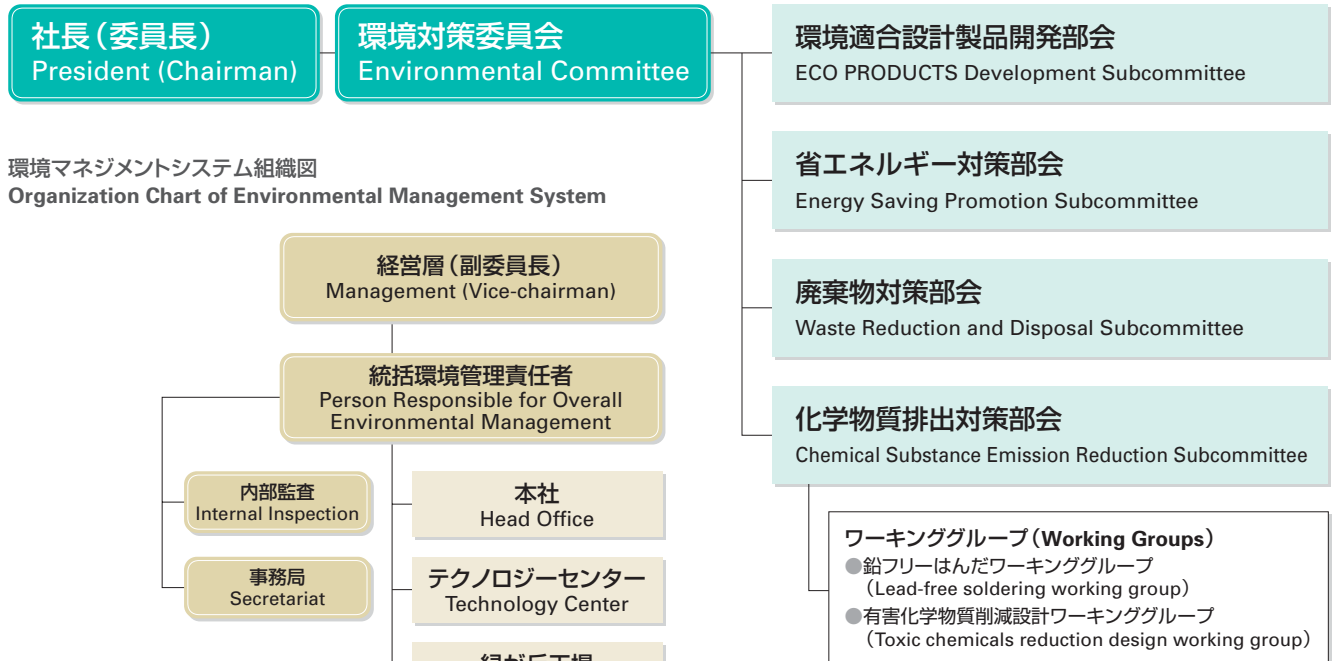 社長（委員長）
President (Chairman)
環境対策委員会
Environmental Committee
環境適合設計製品開発部会
ECO PRODUCTS Development Subcommittee
省エネルギー対策部会
Energy Saving Promotion Subcommittee
廃棄物対策部会
Waste Reduction and Disposal Subcommittee
化学物質排出対策部会
Chemical Substance Emission Reduction Subcommittee
ワーキンググループ（Working Groups）
●鉛フリーはんだワーキンググループ
（Lead-free soldering working group）
●有害化学物質削減設計ワーキンググループ
（Toxic chemicals reduction design working group）
環境マネジメントシステム組織図
Organization Chart of Environmental Management System
経営層（副委員長）
Management (Vice-chairman)
統括環境管理責任者
Person Responsible for Overall
Environmental Management
内部監査
Internal Inspection
事務局
Secretariat
本社
Head Office
テクノロジーセンター
Technology Center